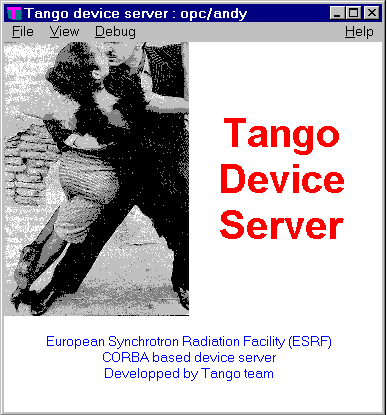 Tango device server : opc/andy
File View Debug Help
Tango
Device
Server
European Synchrotron Radiation Facility (ESRF)
CORBA based device server
Developped by Tango team